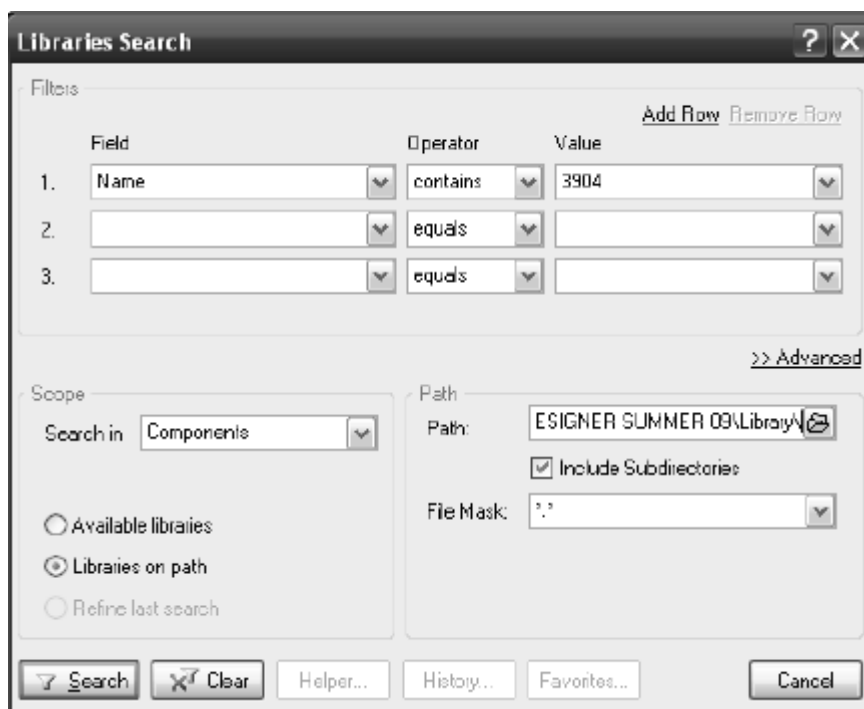 Libraries Search
Filters
Add Row Remove Row
Field Operator Value
1. Name contains 3904
2. equals
3. equals
>> Advanced
Scope
Search in Components
Available libraries
Libraries on path
Refine last search
Path
Path: ESIGNER SUMMER 09\Library\
Include Subdirectories
File Mask: *.*
Search Clear Helper... History... Favorites... Cancel